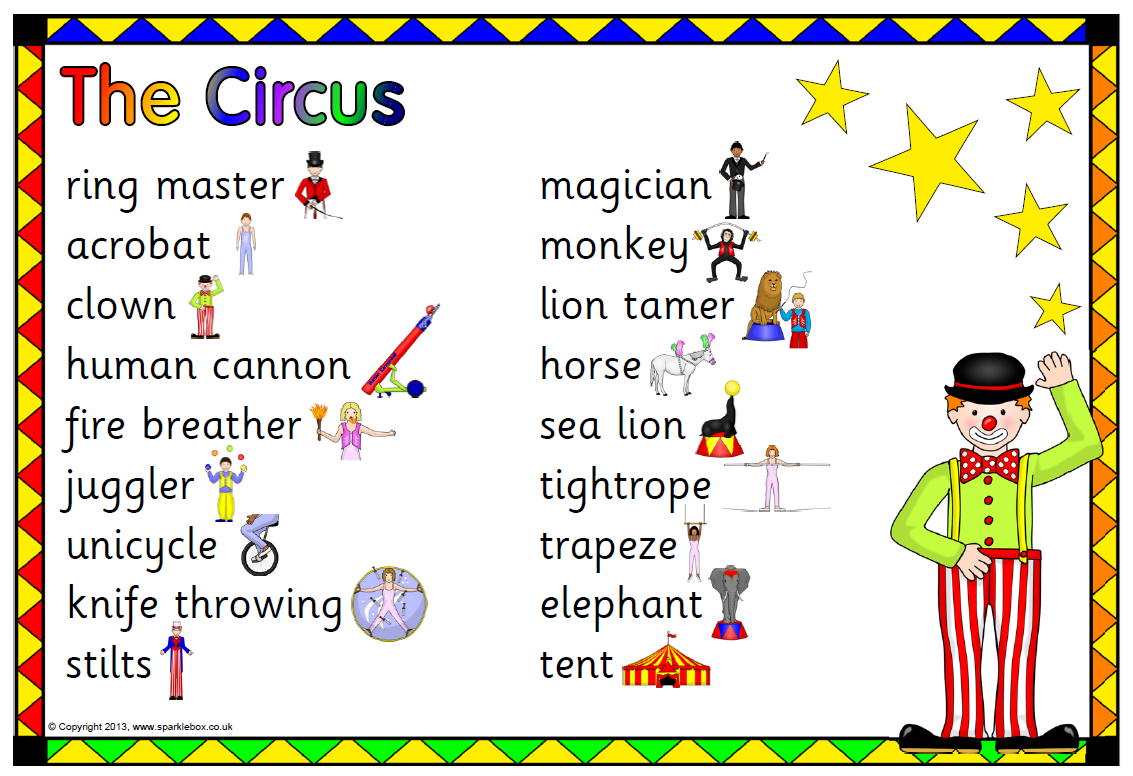 The Circus
ring master
acrobat
clown
human cannon
fire breather
juggler
unicycle
knife throwing
stilts
magician
monkey
lion tamer
horse
sea lion
tightrope
trapeze
elephant
tent
© Copyright 2013, www.sparklebox.co.uk